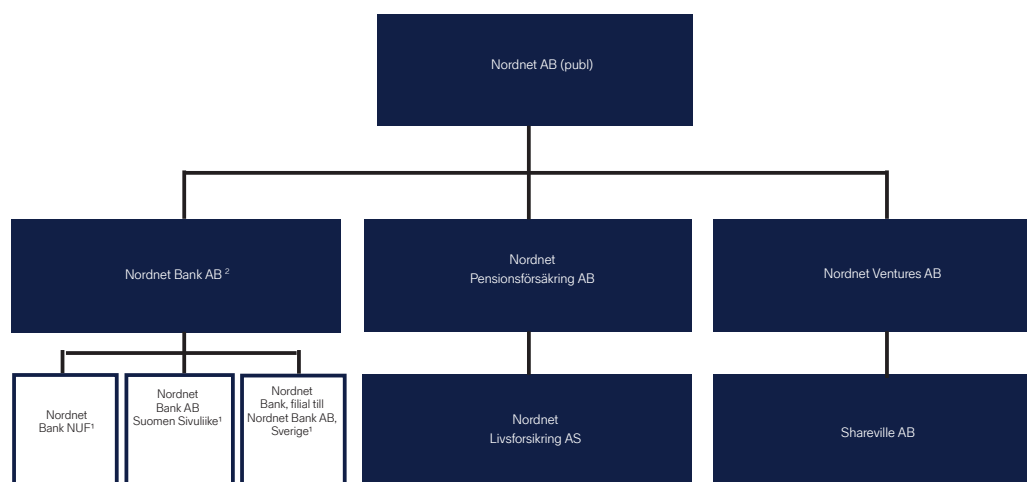 Nordnet AB (publ)
Nordnet Bank AB ²
Nordnet
Pensionsförsäkring AB
Nordnet Ventures AB
Nordnet
Bank NUF¹
Nordnet
Bank AB
Suomen Sivuliike¹
Nordnet
Bank, filial till
Nordnet Bank AB,
Sverige¹
Nordnet
Livsforsikring AS
Shareville AB